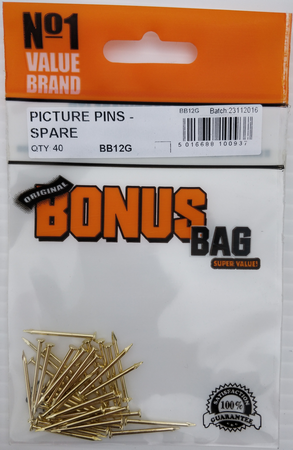 Nº1
VALUE
BRAND
PICTURE PINS -
SPARE
QTY 40 BB12G
BB12G Batch:23112016
5 016608 100937
ORIGINAL
BONUS
BAG
SUPER VALUE!
SATISFACTION
100%
GUARANTEE